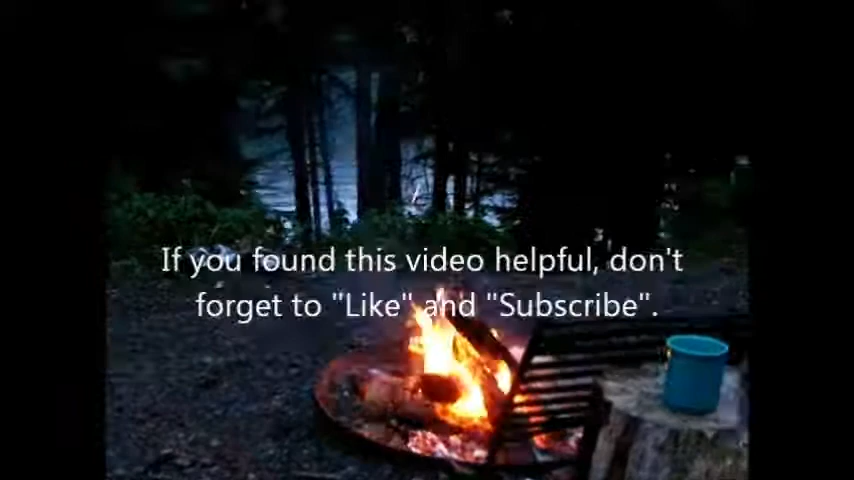 If you found this video helpful, don't
forget to "Like" and "Subscribe".